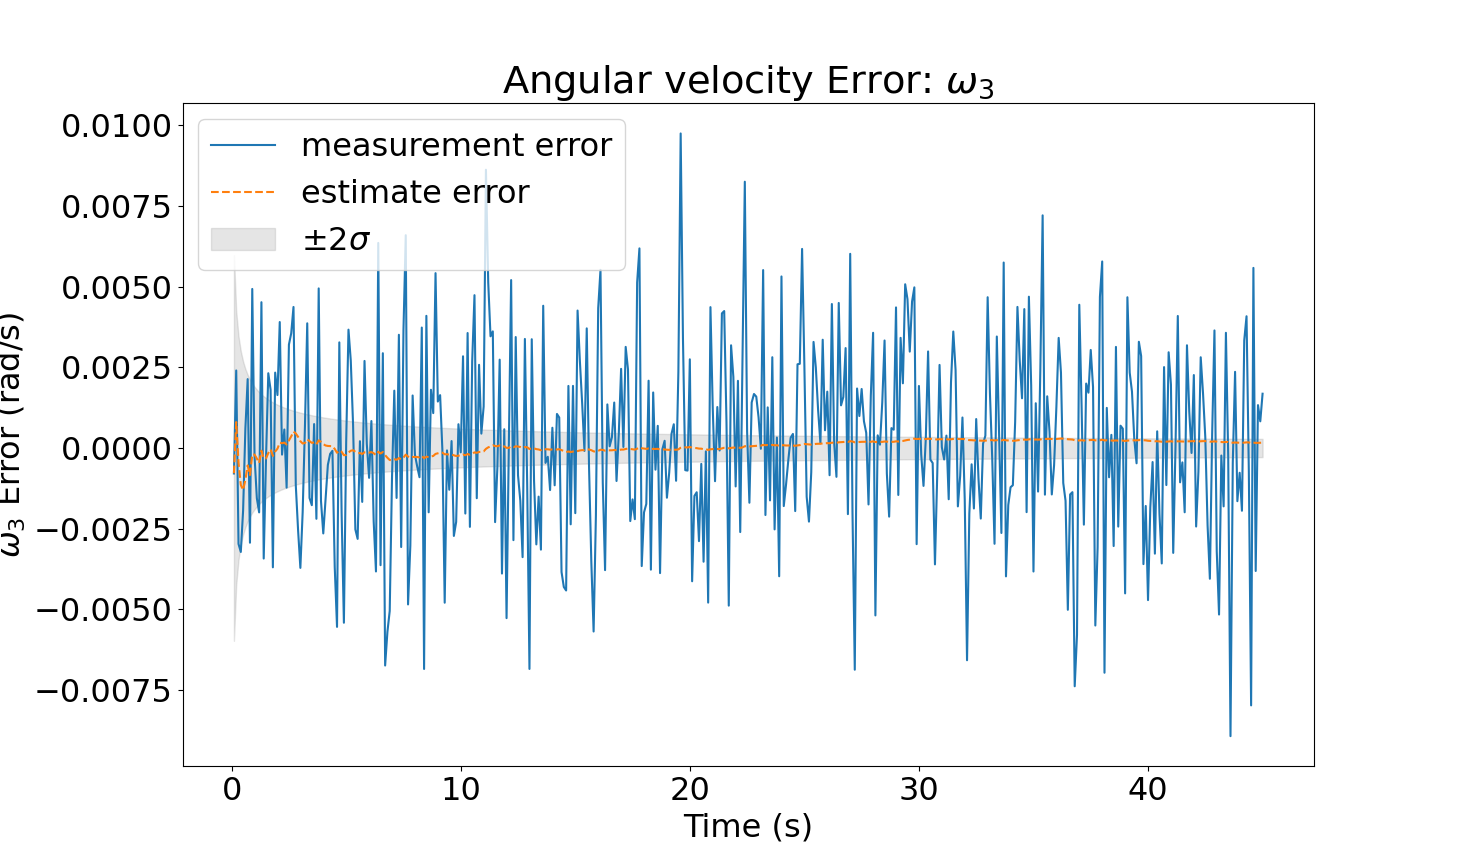 Angular velocity Error: ω₃
measurement error
estimate error
±2σ
0.0100
0.0075
0.0050
0.0025
0.0000
−0.0025
−0.0050
−0.0075
ω₃ Error (rad/s)
0 10 20 30 40
Time (s)